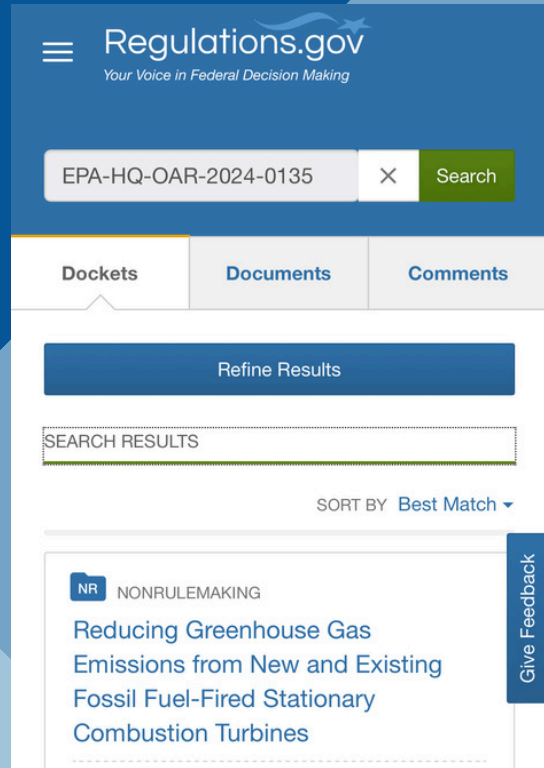 Regulations.gov
Your Voice in Federal Decision Making
EPA-HQ-OAR-2024-0135
Search
Dockets
Documents
Comments
Refine Results
SEARCH RESULTS
SORT BY Best Match
Give Feedback
NR NONRULEMAKING
Reducing Greenhouse Gas
Emissions from New and Existing
Fossil Fuel-Fired Stationary
Combustion Turbines